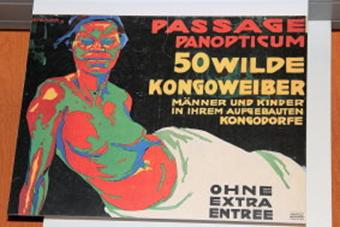 PASSAGE
PANOPTICUM
50 WILDE
KONGOWEIBER
MÄNNER UND KINDER
IN IHREM AUFGEBAUTEN
KONGODORFE
OHNE
EXTRA
ENTREE